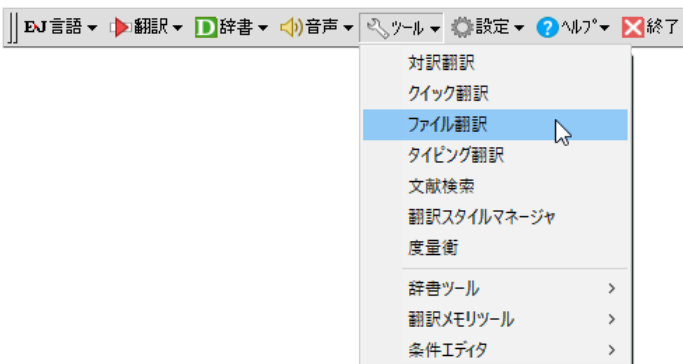 EJ 言語 ▼ 翻訳 ▼ D 辞書 ▼ 音声 ▼ ツール ▼ 設定 ▼ ? ヘルプ ▼ 終了
対訳翻訳
クイック翻訳
ファイル翻訳
タイピング翻訳
文献検索
翻訳スタイルマネージャ
度量衡
辞書ツール >
翻訳メモリツール >
条件エディタ >